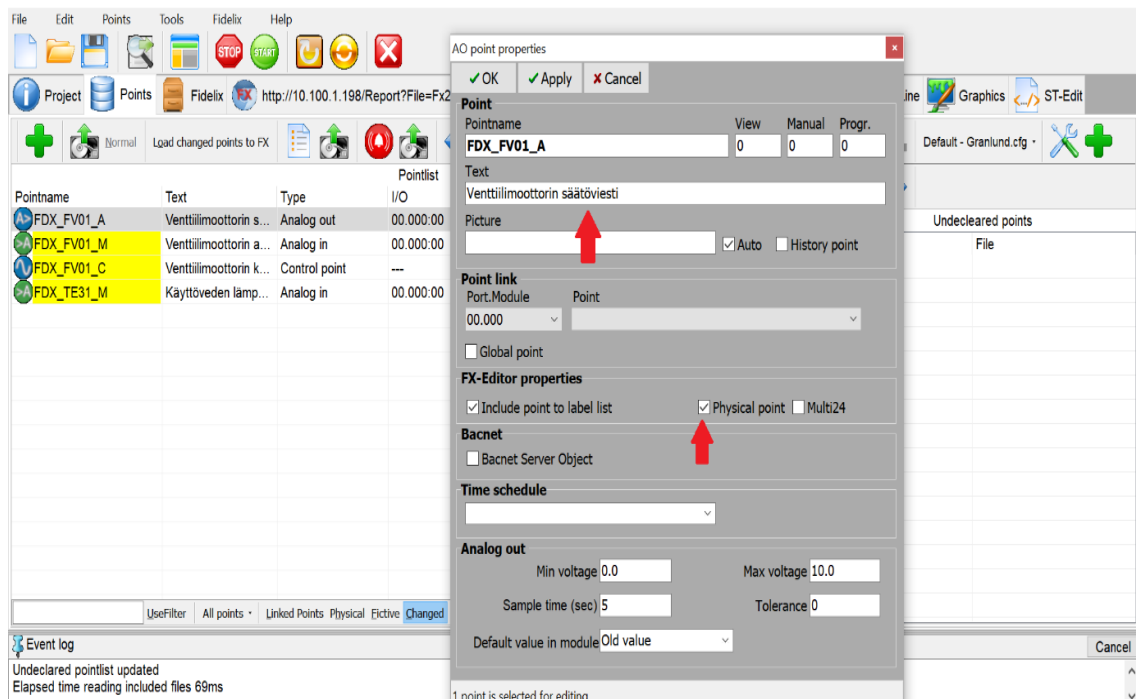 File Edit Points Tools Fidelix Help
STOP START
Project Points Fidelix FX http://10.100.1.198/Report?File=Fx2 ine Graphics ST-Edit
Normal Load changed points to FX Default - Granlund.cfg
Pointlist
Pointname Text Type I/O
FDX_FV01_A Venttiilimoottorin s... Analog out 00.000:00
FDX_FV01_M Venttiilimoottorin a... Analog in 00.000:00
FDX_FV01_C Venttiilimoottorin k... Control point ---
FDX_TE31_M Käyttöveden lämp... Analog in 00.000:00
UseFilter All points Linked Points Physical Fictive Changed
AO point properties x
OK Apply Cancel
Point
Pointname View Manual Progr.
FDX_FV01_A 0 0 0
Text
Venttiilimoottorin säätöviesti
Picture
Auto History point
Point link
Port.Module Point
00.000
Global point
FX-Editor properties
Include point to label list Physical point Multi24
Bacnet
Bacnet Server Object
Time schedule
Analog out
Min voltage 0.0 Max voltage 10.0
Sample time (sec) 5 Tolerance 0
Default value in module Old value
1 point is selected for editing
Undecleared points
File
Event log Cancel
Undeclared pointlist updated
Elapsed time reading included files 69ms